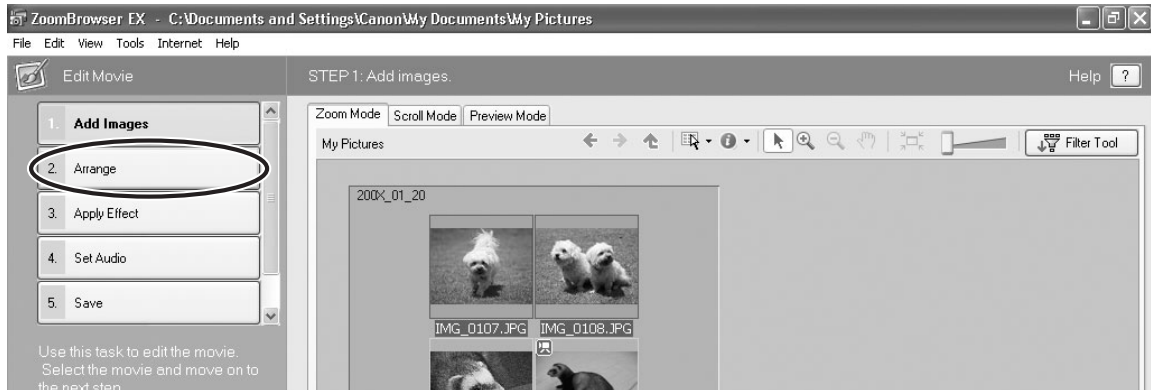 ZoomBrowser EX - C:\Documents and Settings\Canon\My Documents\My Pictures
File Edit View Tools Internet Help
Edit Movie
STEP 1: Add images.
Help ?
1. Add Images
2. Arrange
3. Apply Effect
4. Set Audio
5. Save
Use this task to edit the movie.
Select the movie and move on to
the next step.
Zoom Mode Scroll Mode Preview Mode
My Pictures
Filter Tool
200X_01_20
IMG_0107.JPG IMG_0108.JPG